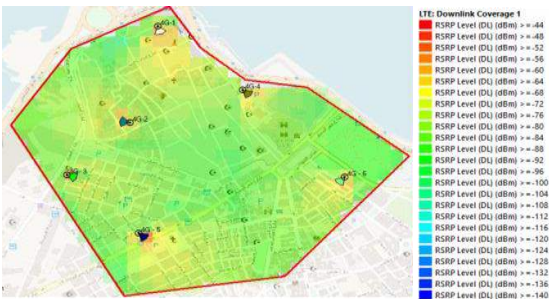 4G-1
4G-4
4G-2
4G- 3
4G - 6
4G - 5
LTE: Downlink Coverage 1
RSRP Level (DL) (dBm) >= -44
RSRP Level (DL) (dBm) >= -48
RSRP Level (DL) (dBm) >= -52
RSRP Level (DL) (dBm) >= -56
RSRP Level (DL) (dBm) >= -60
RSRP Level (DL) (dBm) >= -64
RSRP Level (DL) (dBm) >= -68
RSRP Level (DL) (dBm) >= -72
RSRP Level (DL) (dBm) >= -76
RSRP Level (DL) (dBm) >= -80
RSRP Level (DL) (dBm) >= -84
RSRP Level (DL) (dBm) >= -88
RSRP Level (DL) (dBm) >= -92
RSRP Level (DL) (dBm) >= -96
RSRP Level (DL) (dBm) >= -100
RSRP Level (DL) (dBm) >= -104
RSRP Level (DL) (dBm) >= -108
RSRP Level (DL) (dBm) >= -112
RSRP Level (DL) (dBm) >= -116
RSRP Level (DL) (dBm) >= -120
RSRP Level (DL) (dBm) >= -124
RSRP Level (DL) (dBm) >= -128
RSRP Level (DL) (dBm) >= -132
RSRP Level (DL) (dBm) >= -136
RSRP Level (DL) (dBm) >= -140